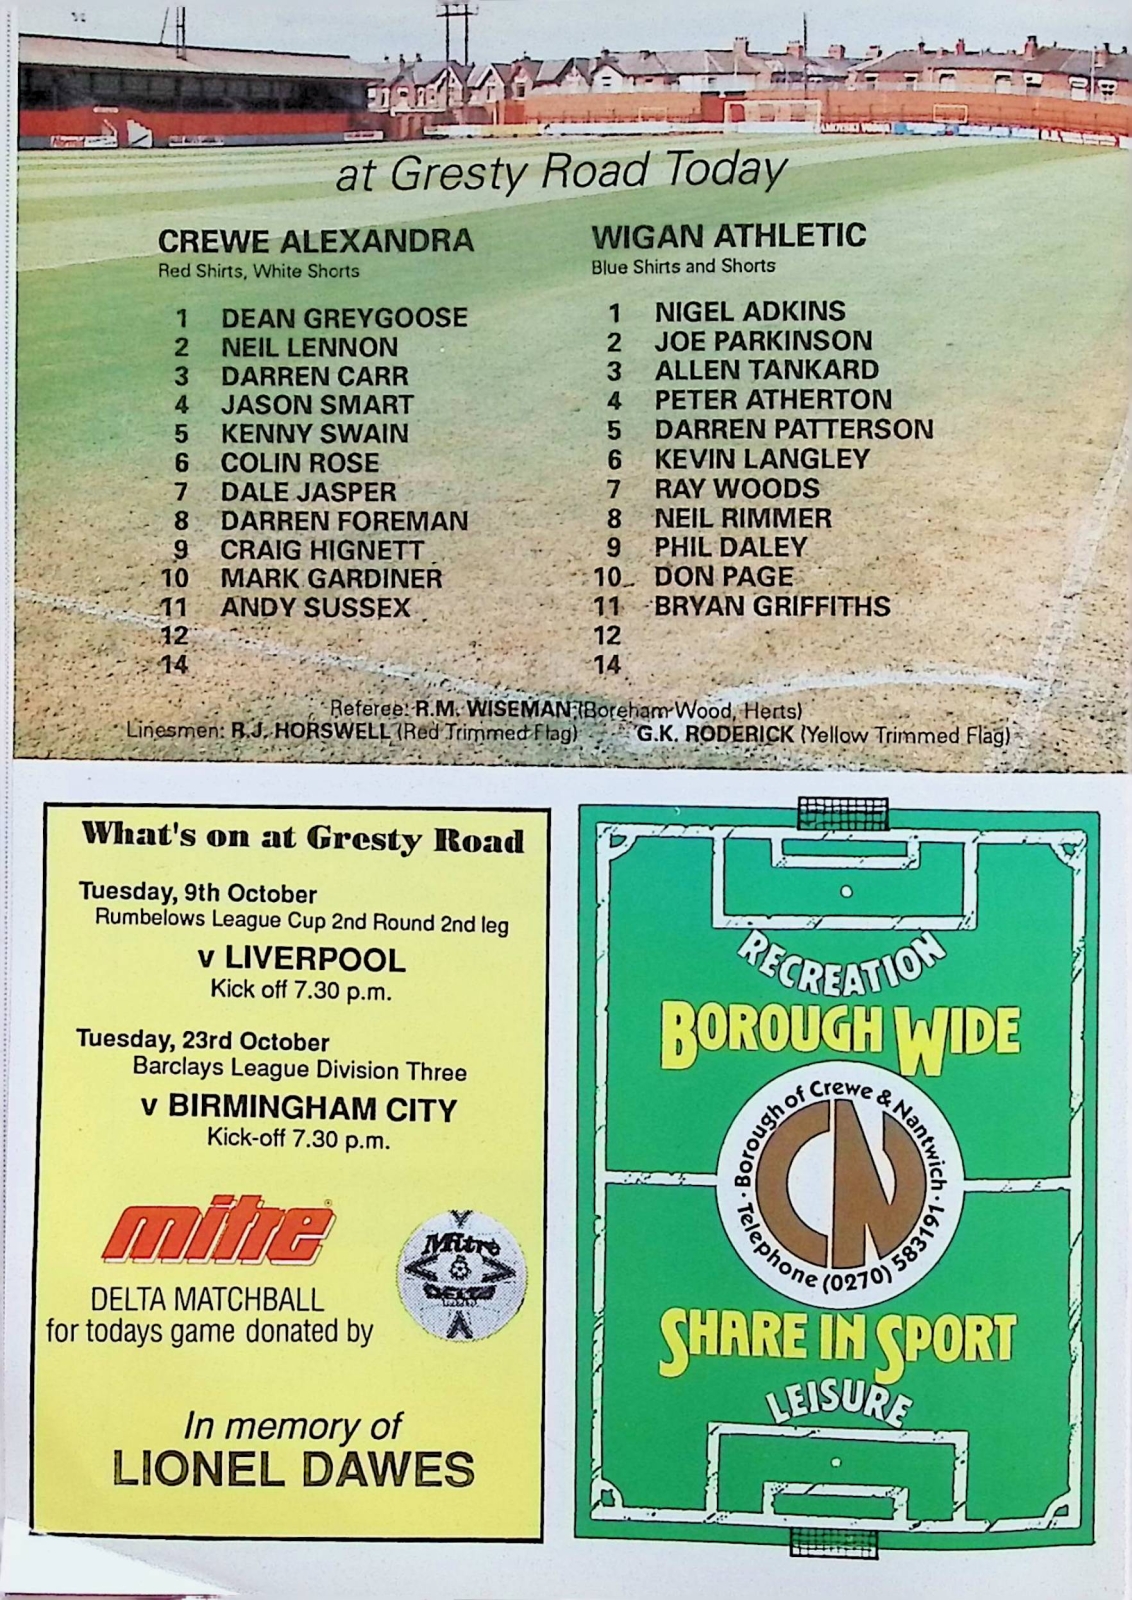 at Gresty Road Today
CREWE ALEXANDRA
Red Shirts, White Shorts
1 DEAN GREYGOOSE
2 NEIL LENNON
3 DARREN CARR
4 JASON SMART
5 KENNY SWAIN
6 COLIN ROSE
7 DALE JASPER
8 DARREN FOREMAN
9 CRAIG HIGNETT
10 MARK GARDINER
11 ANDY SUSSEX
12
14
WIGAN ATHLETIC
Blue Shirts and Shorts
1 NIGEL ADKINS
2 JOE PARKINSON
3 ALLEN TANKARD
4 PETER ATHERTON
5 DARREN PATTERSON
6 KEVIN LANGLEY
7 RAY WOODS
8 NEIL RIMMER
9 PHIL DALEY
10 DON PAGE
11 BRYAN GRIFFITHS
12
14
Referee: R.M. WISEMAN (Boreham Wood, Herts)
Linesmen: R.J. HORSWELL (Red Trimmed Flag) G.K. RODERICK (Yellow Trimmed Flag)
What's on at Gresty Road
Tuesday, 9th October
Rumbelows League Cup 2nd Round 2nd leg
v LIVERPOOL
Kick off 7.30 p.m.
Tuesday, 23rd October
Barclays League Division Three
v BIRMINGHAM CITY
Kick-off 7.30 p.m.
mitre
Mitre
DELTA
DELTA MATCHBALL
for todays game donated by
In memory of
LIONEL DAWES
RECREATION
BOROUGH WIDE
Borough of Crewe & Nantwich
CN
Telephone (0270) 583191
SHARE IN SPORT
LEISURE